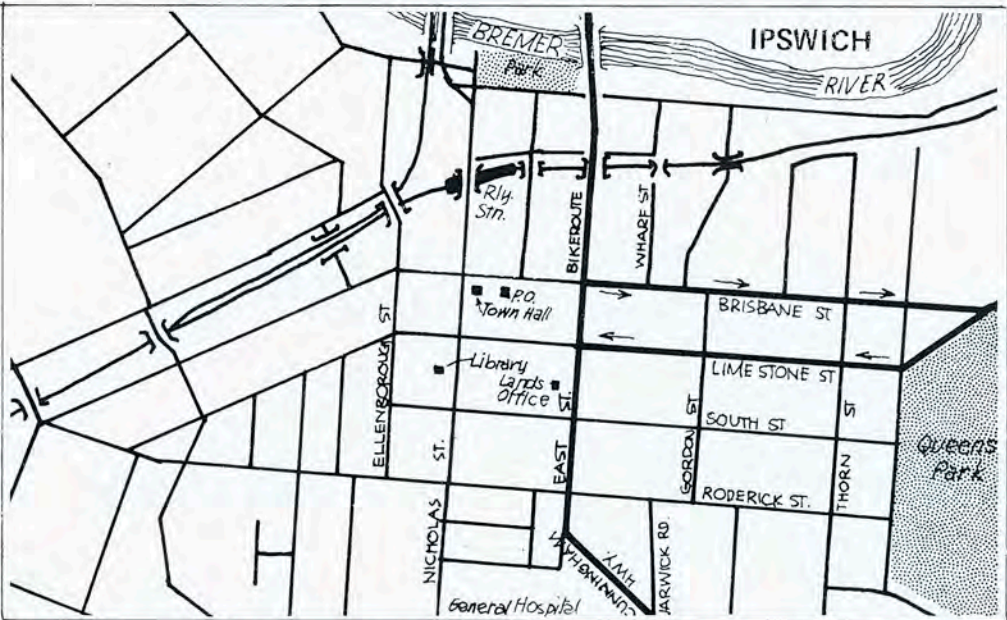 BREMER
Park
IPSWICH
RIVER
Rly.
Stn.
BIKEROUTE
WHARF ST
P.O.
Town Hall
BRISBANE ST
ELLENBOROUGH ST
Library
Lands
Office
LIME STONE ST
SOUTH ST
NICHOLAS ST.
EAST ST.
GORDON ST
THORN ST
Queens
Park
RODERICK ST.
CUNNINGHAM HWY.
WARWICK RD.
General Hospital